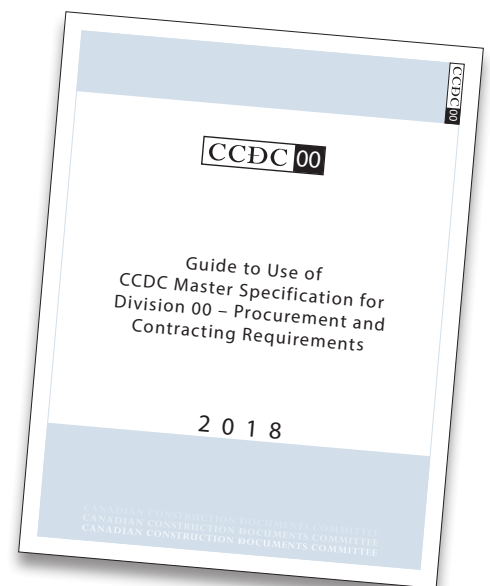 CCDC 00
CCDC 00
Guide to Use of
CCDC Master Specification for
Division 00 – Procurement and
Contracting Requirements
2018
CANADIAN CONSTRUCTION DOCUMENTS COMMITTEE
CANADIAN CONSTRUCTION DOCUMENTS COMMITTEE
CANADIAN CONSTRUCTION DOCUMENTS COMMITTEE